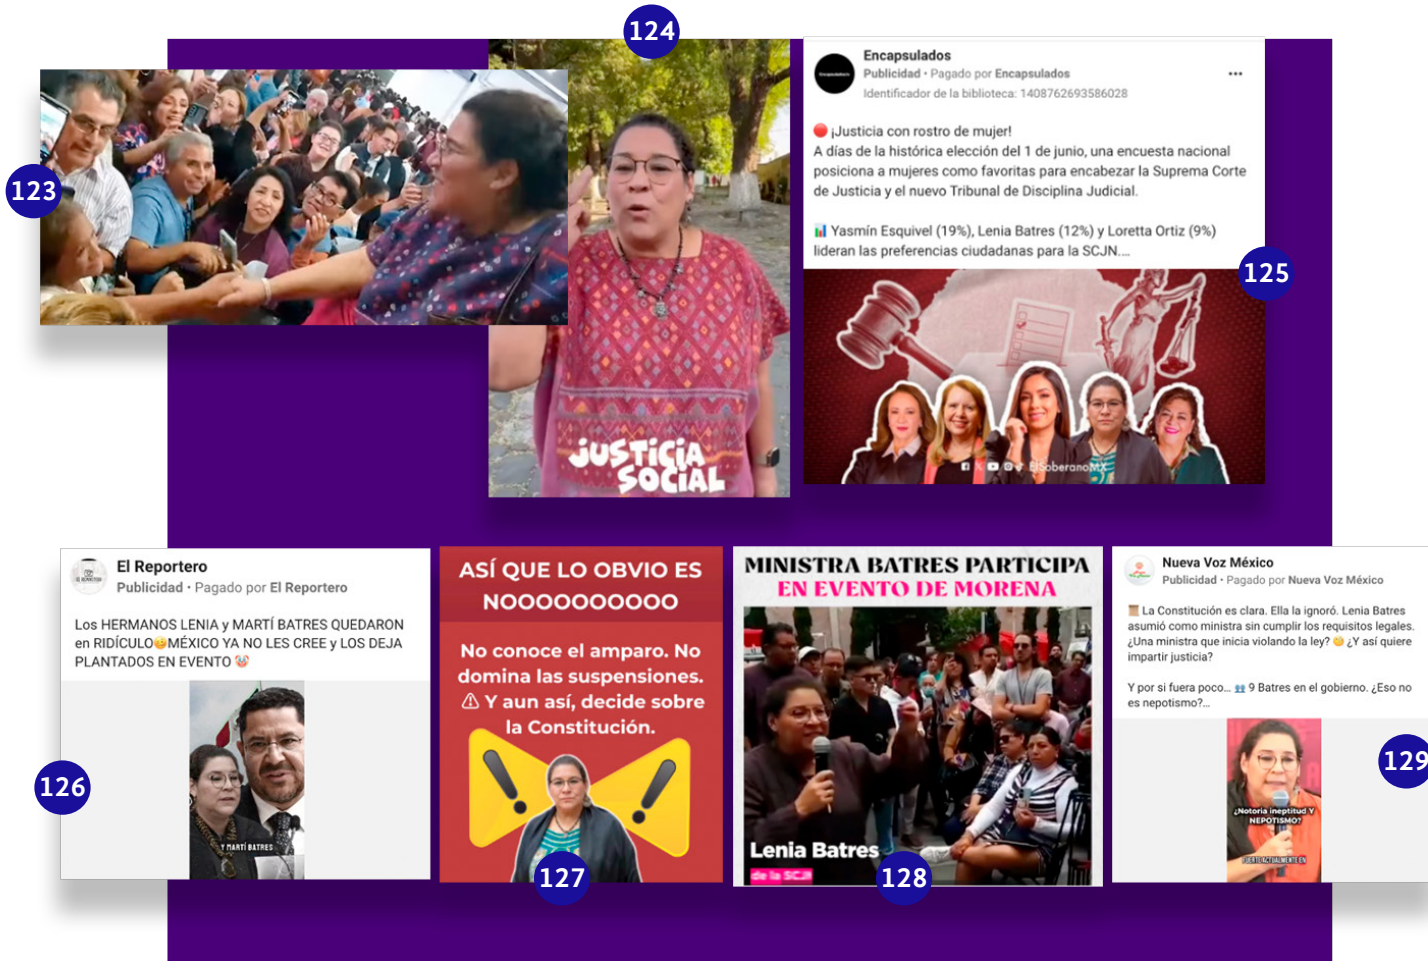 124
123
JUSTICIA
SOCIAL
Encapsulados
Publicidad • Pagado por Encapsulados
Identificador de la biblioteca: 1408762693586028
¡Justicia con rostro de mujer!
A días de la histórica elección del 1 de junio, una encuesta nacional
posiciona a mujeres como favoritas para encabezar la Suprema Corte
de Justicia y el nuevo Tribunal de Disciplina Judicial.
Yasmín Esquivel (19%), Lenia Batres (12%) y Loretta Ortiz (9%)
lideran las preferencias ciudadanas para la SCJN....
125
ElSoberanoMX
El Reportero
Publicidad • Pagado por El Reportero
Los HERMANOS LENIA y MARTÍ BATRES QUEDARON
en RIDÍCULO MÉXICO YA NO LES CREE y LOS DEJA
PLANTADOS EN EVENTO
Y MARTÍ BATRES
126
ASÍ QUE LO OBVIO ES
NOOOOOOOOOO
No conoce el amparo. No
domina las suspensiones.
⚠ Y aun así, decide sobre
la Constitución.
127
MINISTRA BATRES PARTICIPA
EN EVENTO DE MORENA
Lenia Batres
de la SCJN
128
Nueva Voz México
Publicidad • Pagado por Nueva Voz México
La Constitución es clara. Ella la ignoró. Lenia Batres
asumió como ministra sin cumplir los requisitos legales.
¿Una ministra que inicia violando la ley? ¿Y así quiere
impartir justicia?
Y por si fuera poco... 9 Batres en el gobierno. ¿Eso no
es nepotismo?...
¿Notoria ineptitud Y
NEPOTISMO?
ACTUALMENTE EN
129